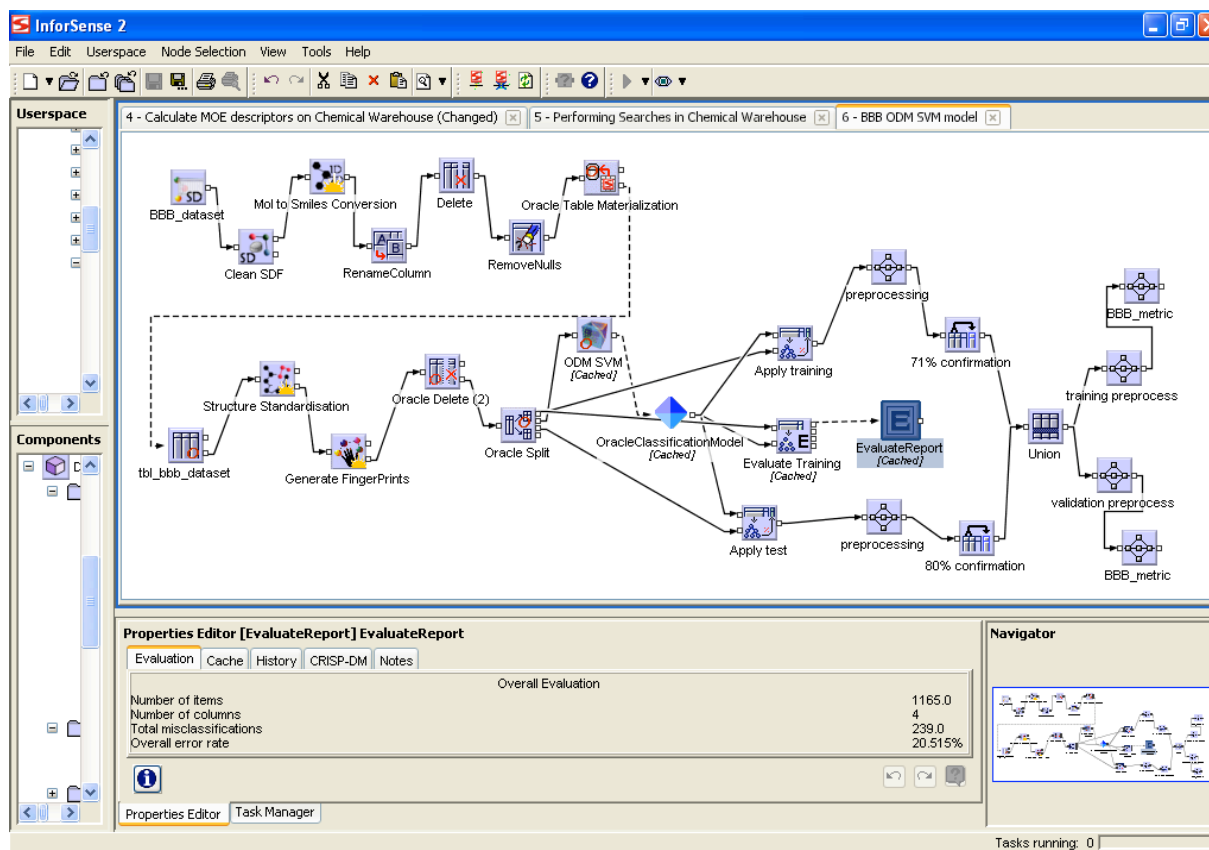 InforSense 2
File Edit Userspace Node Selection View Tools Help
Userspace
4 - Calculate MOE descriptors on Chemical Warehouse (Changed)
5 - Performing Searches in Chemical Warehouse
6 - BBB ODM SVM model
SD
BBB_dataset
SD
Clean SDF
1D
Mol to Smiles Conversion
A B
RenameColumn
Delete
RemoveNulls
Oracle Table Materialization
tbl_bbb_dataset
Structure Standardisation
Generate FingerPrints
Oracle Delete (2)
Oracle Split
ODM SVM
[Cached]
OracleClassificationModel
[Cached]
Apply training
preprocessing
71% confirmation
E
Evaluate Training
[Cached]
E
EvaluateReport
[Cached]
Apply test
preprocessing
80% confirmation
Union
BBB_metric
training preprocess
validation preprocess
BBB_metric
Components
D
Properties Editor [EvaluateReport] EvaluateReport
Evaluation Cache History CRISP-DM Notes
Overall Evaluation
Number of items 1165.0
Number of columns 4
Total misclassifications 239.0
Overall error rate 20.515%
Properties Editor Task Manager
Navigator
Tasks running: 0